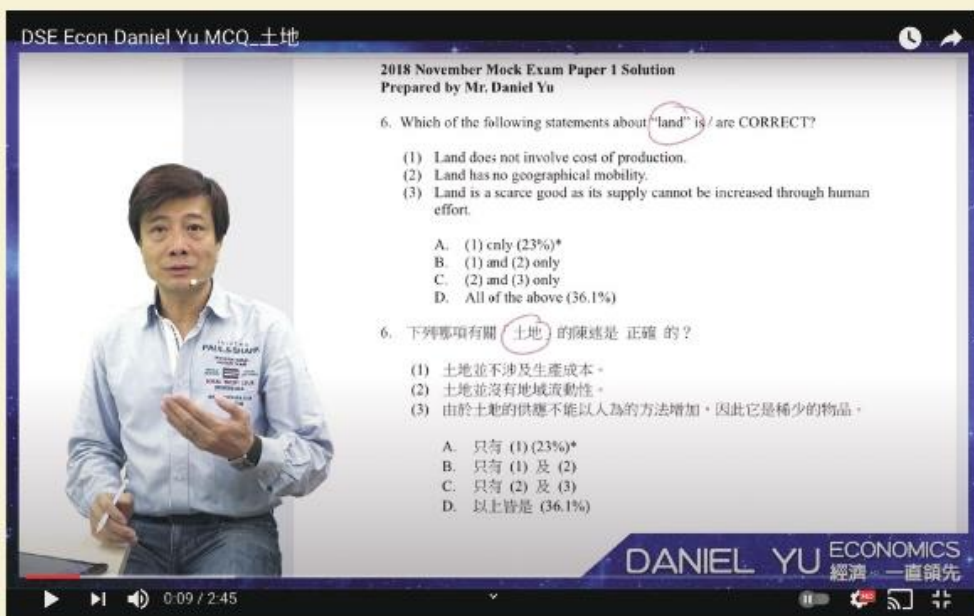 DSE Econ Daniel Yu MCQ_土地
2018 November Mock Exam Paper 1 Solution
Prepared by Mr. Daniel Yu
6. Which of the following statements about "land" is / are CORRECT?
(1) Land does not involve cost of production.
(2) Land has no geographical mobility.
(3) Land is a scarce good as its supply cannot be increased through human
effort.
A. (1) only (23%)*
B. (1) and (2) only
C. (2) and (3) only
D. All of the above (36.1%)
6. 下列哪項有關「土地」的陳述是 正確 的？
(1) 土地並不涉及生產成本。
(2) 土地並沒有地域流動性。
(3) 由於土地的供應不能以人為的方法增加，因此它是稀少的物品。
A. 只有 (1) (23%)*
B. 只有 (1) 及 (2)
C. 只有 (2) 及 (3)
D. 以上皆是 (36.1%)
PAUL & SHARK
DANIEL YU ECONOMICS
經濟 一直領先
0:09 / 2:45
HD